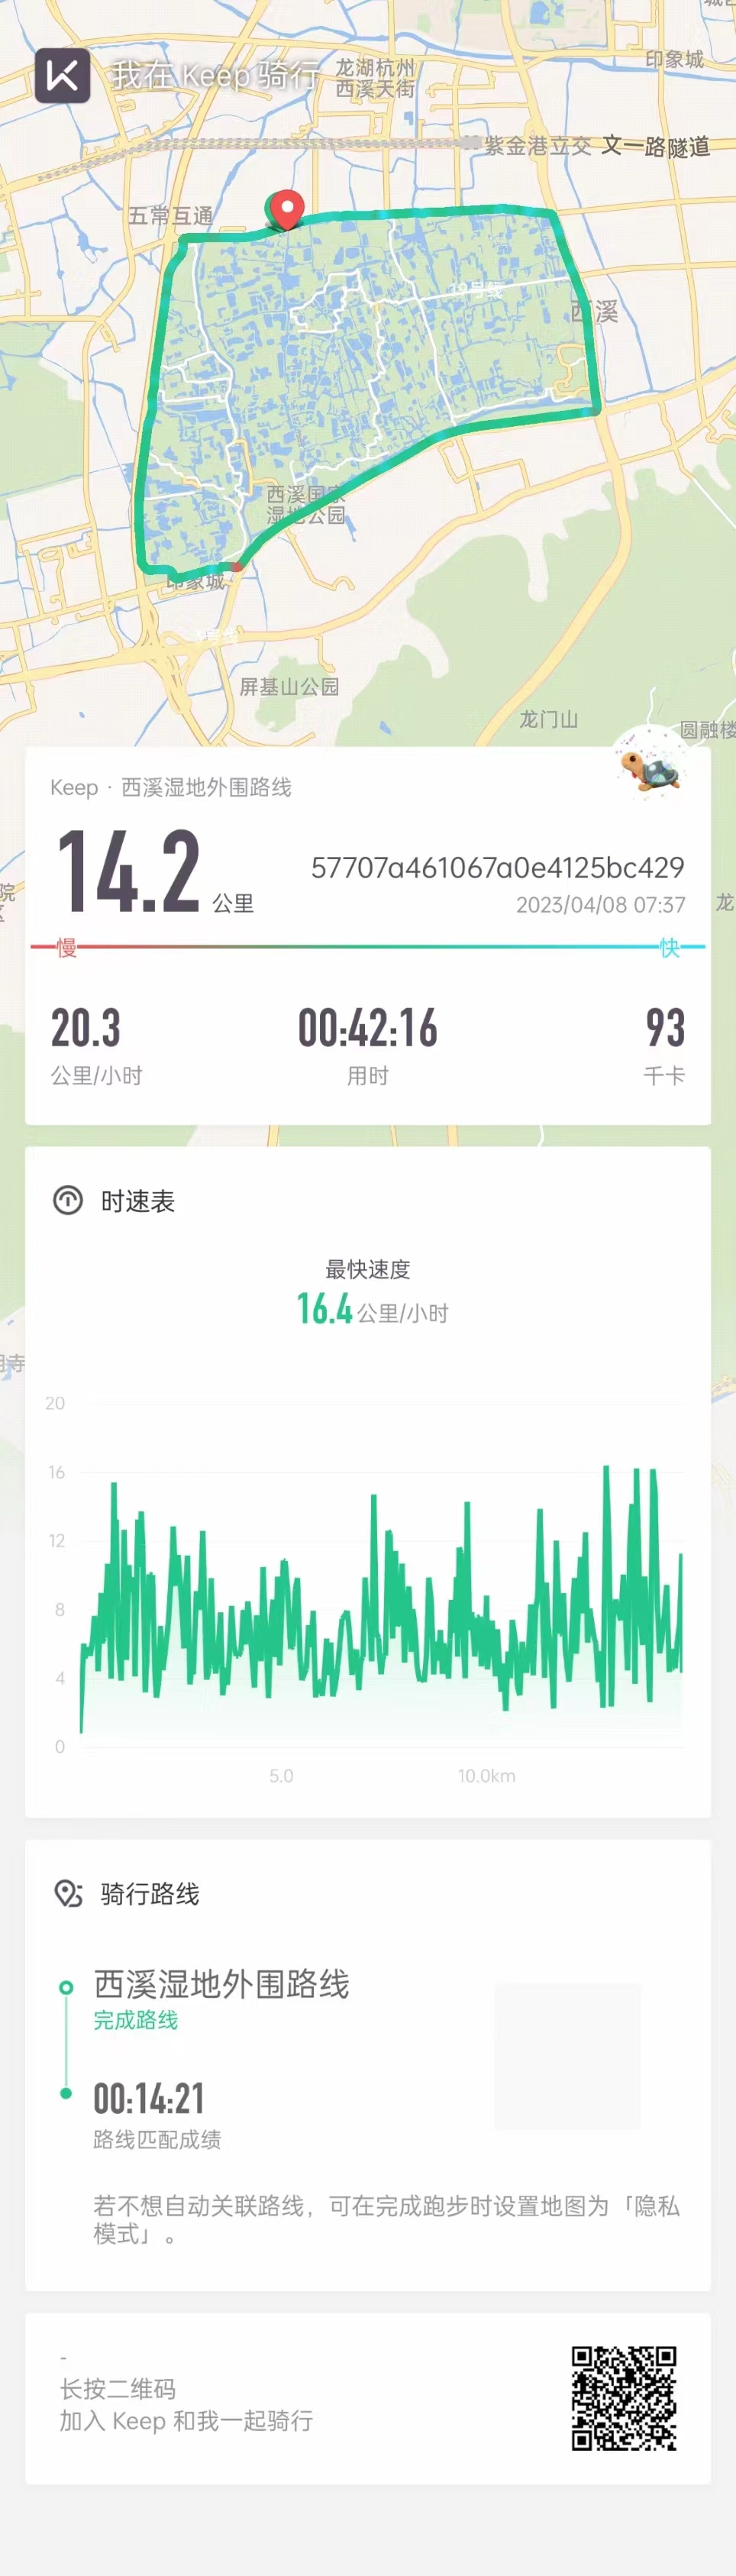 我在 Keep 骑行
龙湖杭州
西溪天街
印象城
紫金港立交
文一路隧道
五常互通
西溪
西溪国家
湿地公园
印象城
屏基山公园
龙门山
圆融楼
Keep · 西溪湿地外围路线
14.2 公里
57707a461067a0e4125bc429
2023/04/08 07:37
院
龙
慢
快
20.3
00:42:16
93
公里/小时
用时
千卡
时速表
最快速度
16.4 公里/小时
寺
20
16
12
8
4
0
5.0
10.0km
骑行路线
西溪湿地外围路线
完成路线
00:14:21
路线匹配成绩
若不想自动关联路线，可在完成跑步时设置地图为「隐私
模式」。
-
长按二维码
加入 Keep 和我一起骑行